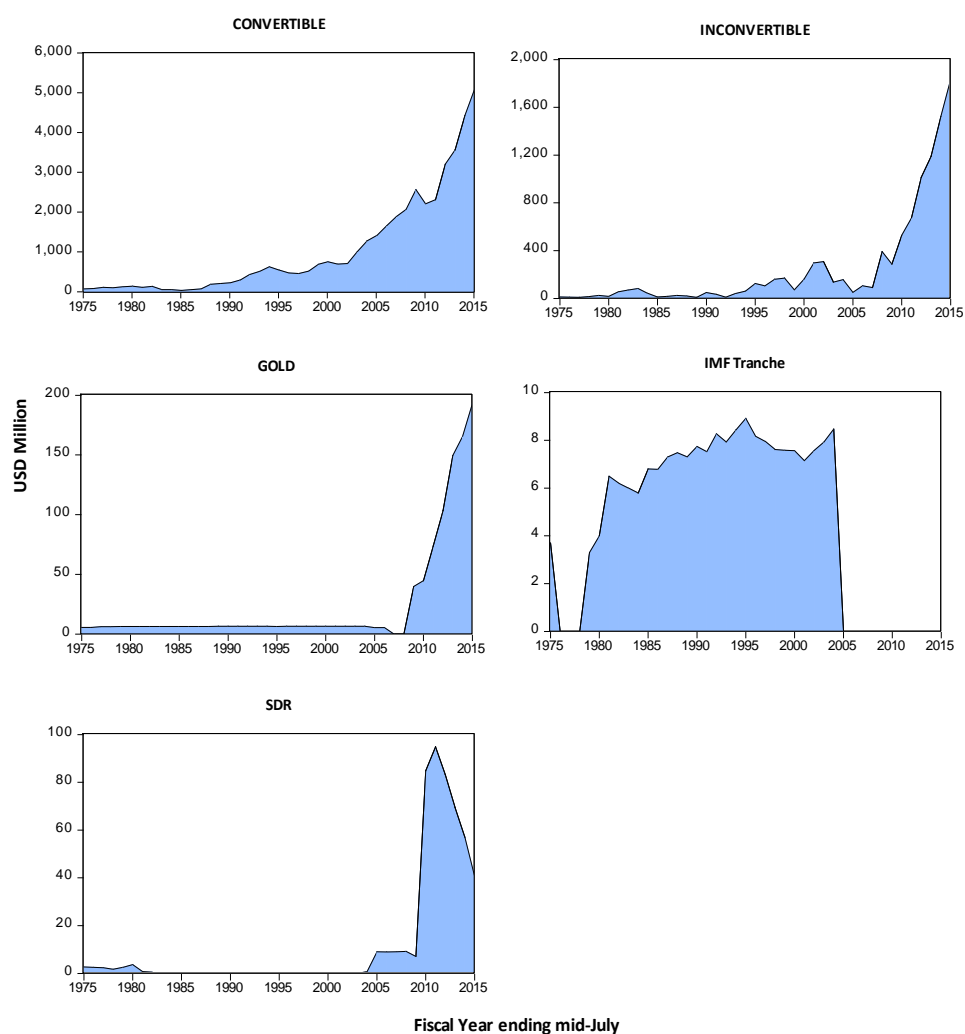 CONVERTIBLE
6,000
5,000
4,000
3,000
2,000
1,000
0
1975 1980 1985 1990 1995 2000 2005 2010 2015
INCONVERTIBLE
2,000
1,600
1,200
800
400
0
1975 1980 1985 1990 1995 2000 2005 2010 2015
USD Million
GOLD
200
150
100
50
0
1975 1980 1985 1990 1995 2000 2005 2010 2015
IMF Tranche
10
8
6
4
2
0
1975 1980 1985 1990 1995 2000 2005 2010 2015
SDR
100
80
60
40
20
0
1975 1980 1985 1990 1995 2000 2005 2010 2015
Fiscal Year ending mid-July